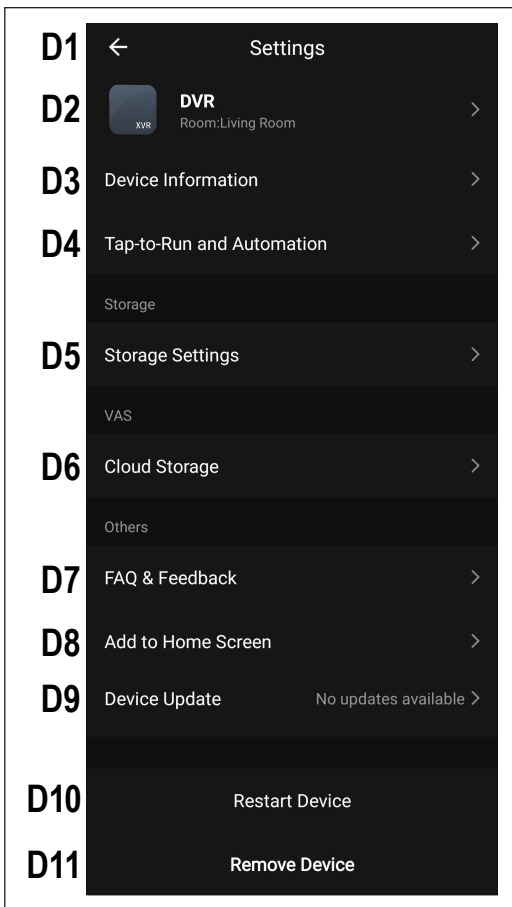 D1 Settings
D2 DVR
XVR Room:Living Room
D3 Device Information
D4 Tap-to-Run and Automation
Storage
D5 Storage Settings
VAS
D6 Cloud Storage
Others
D7 FAQ & Feedback
D8 Add to Home Screen
D9 Device Update No updates available
D10 Restart Device
D11 Remove Device